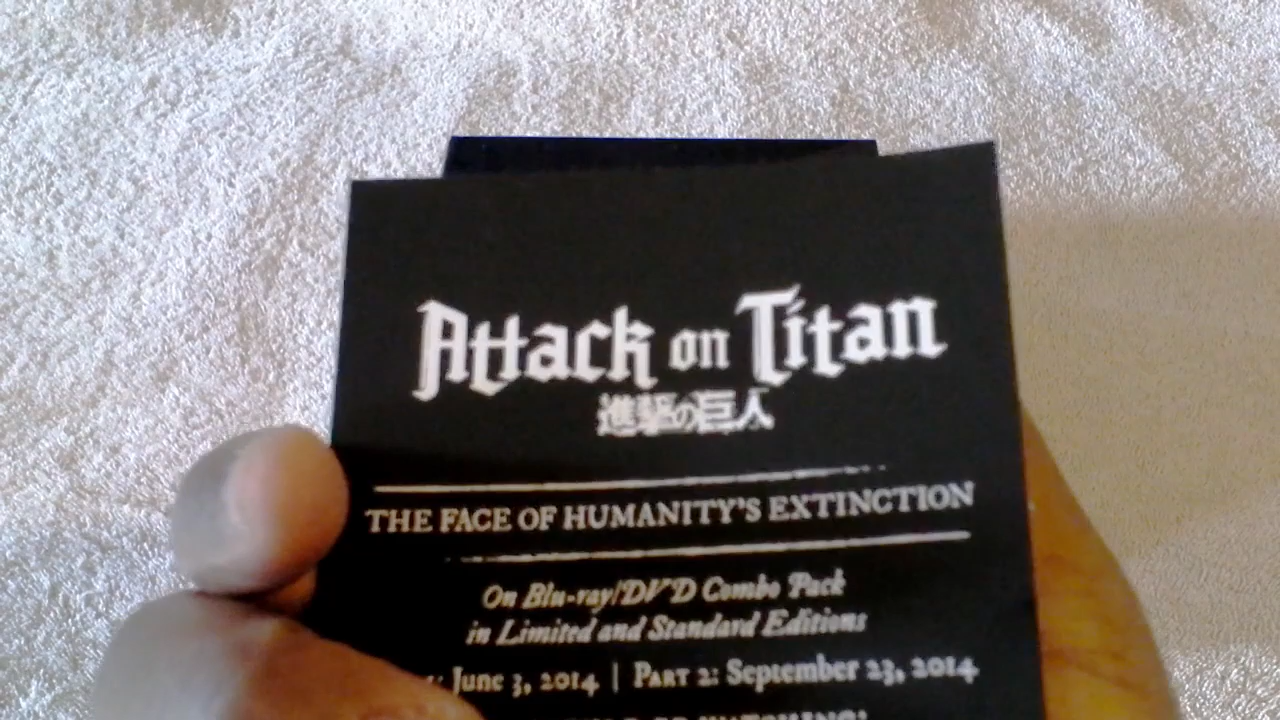 Attack on Titan
進撃の巨人
THE FACE OF HUMANITY'S EXTINCTION
On Blu-ray/DVD Combo Pack
in Limited and Standard Editions
June 3, 2014 | PART 2: September 23, 2014